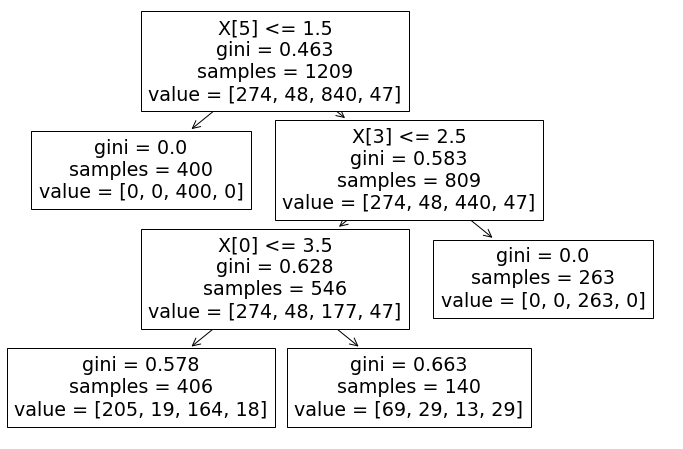 X[5] <= 1.5
gini = 0.463
samples = 1209
value = [274, 48, 840, 47]
gini = 0.0
samples = 400
value = [0, 0, 400, 0]
X[3] <= 2.5
gini = 0.583
samples = 809
value = [274, 48, 440, 47]
X[0] <= 3.5
gini = 0.628
samples = 546
value = [274, 48, 177, 47]
gini = 0.0
samples = 263
value = [0, 0, 263, 0]
gini = 0.578
samples = 406
value = [205, 19, 164, 18]
gini = 0.663
samples = 140
value = [69, 29, 13, 29]